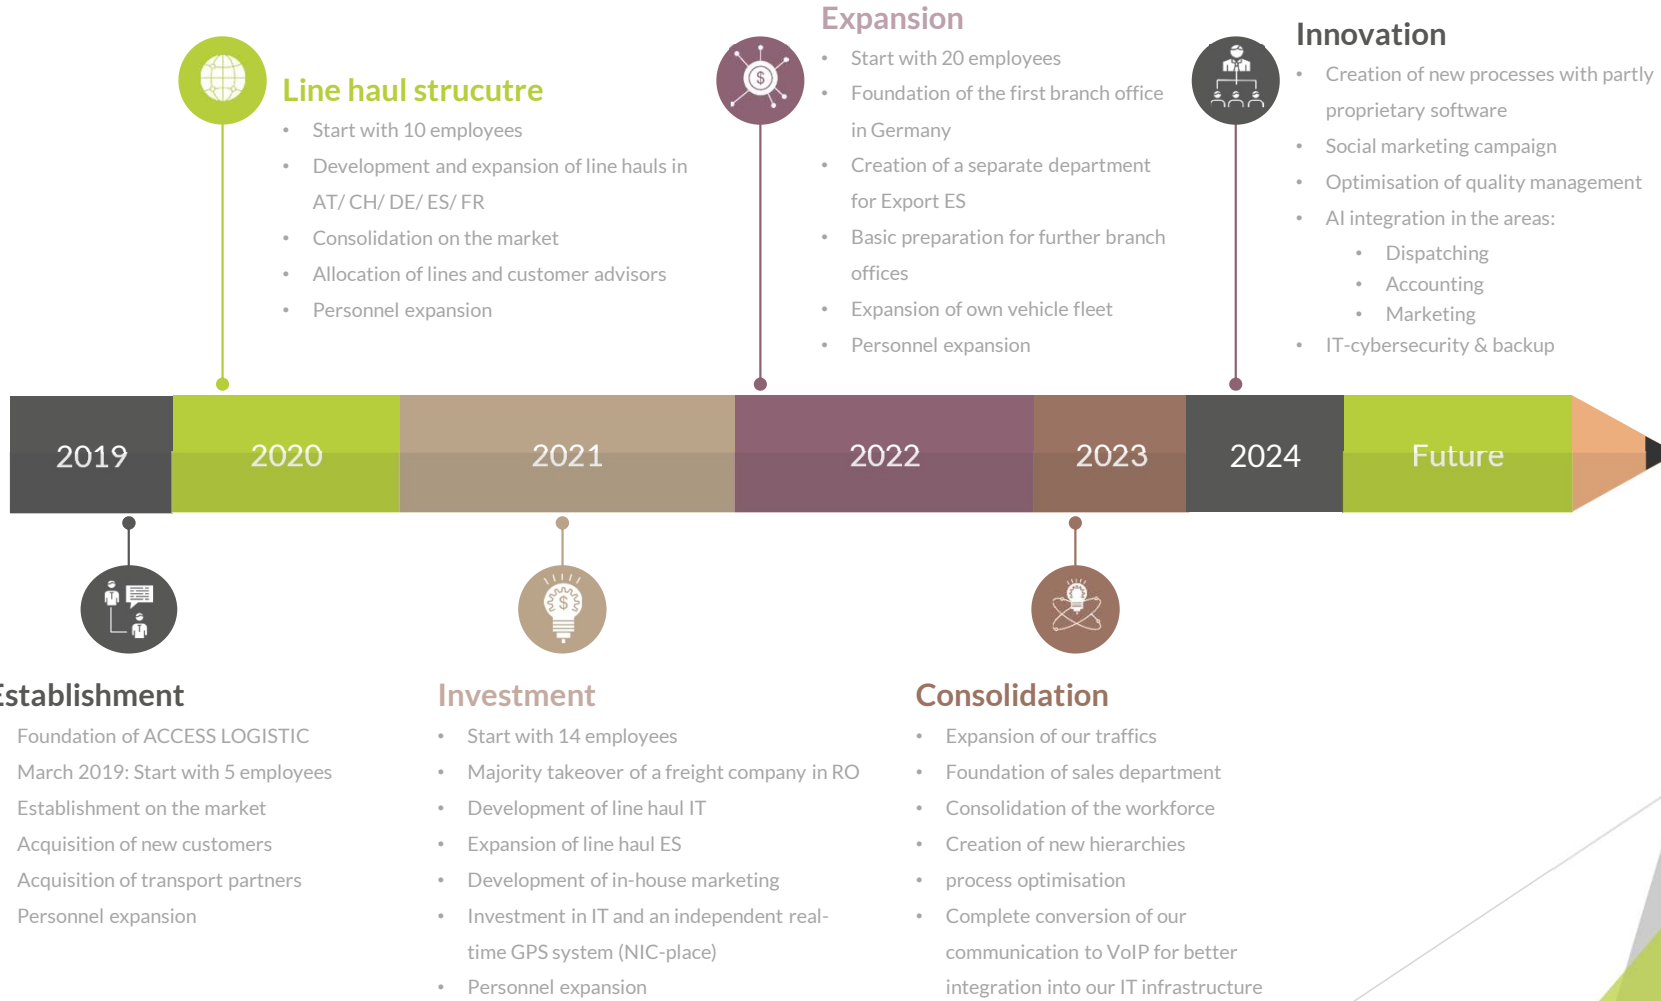 Expansion
• Start with 20 employees
• Foundation of the first branch office
in Germany
• Creation of a separate department
for Export ES
• Basic preparation for further branch
offices
• Expansion of own vehicle fleet
• Personnel expansion
Innovation
• Creation of new processes with partly
proprietary software
• Social marketing campaign
• Optimisation of quality management
• AI integration in the areas:
• Dispatching
• Accounting
• Marketing
• IT-cybersecurity & backup
Line haul strucutre
• Start with 10 employees
• Development and expansion of line hauls in
AT/ CH/ DE/ ES/ FR
• Consolidation on the market
• Allocation of lines and customer advisors
• Personnel expansion
$
2019
2020
2021
2022
2023
2024
Future
$
Establishment
Foundation of ACCESS LOGISTIC
March 2019: Start with 5 employees
Establishment on the market
Acquisition of new customers
Acquisition of transport partners
Personnel expansion
Investment
• Start with 14 employees
• Majority takeover of a freight company in RO
• Development of line haul IT
• Expansion of line haul ES
• Development of in-house marketing
• Investment in IT and an independent real-
time GPS system (NIC-place)
• Personnel expansion
Consolidation
• Expansion of our traffics
• Foundation of sales department
• Consolidation of the workforce
• Creation of new hierarchies
• process optimisation
• Complete conversion of our
communication to VoIP for better
integration into our IT infrastructure